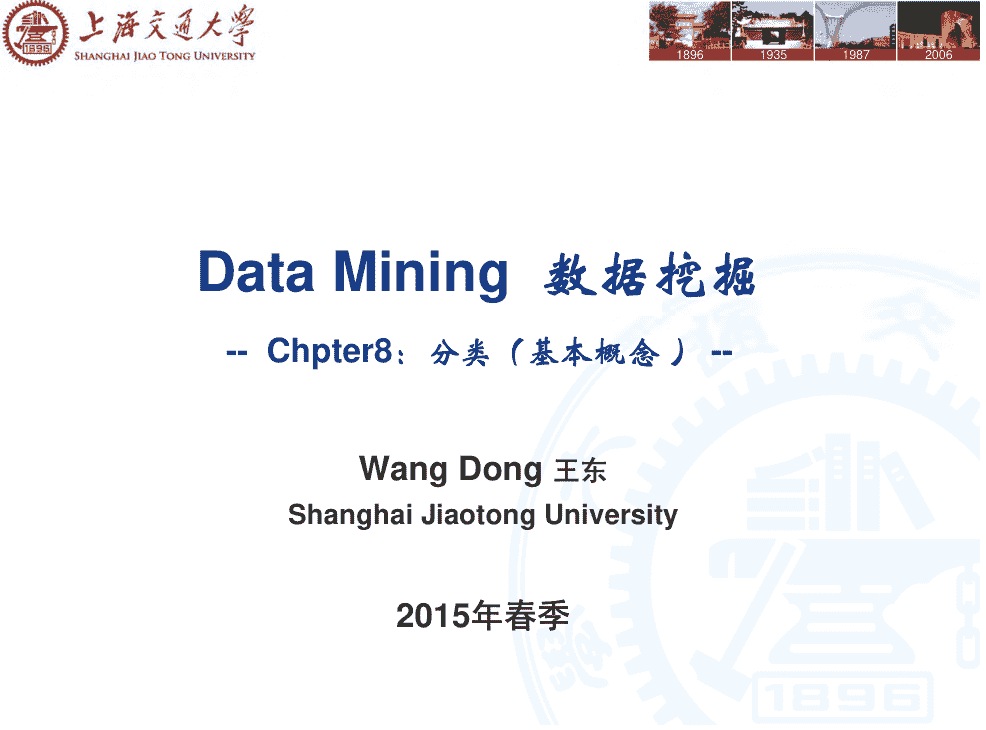 上海交通大學
SHANGHAI JIAO TONG UNIVERSITY
1896
1896 1935 1987 2006
Data Mining 数据挖掘
-- Chpter8：分类（基本概念） --
Wang Dong 王东
Shanghai Jiaotong University
2015年春季
1896